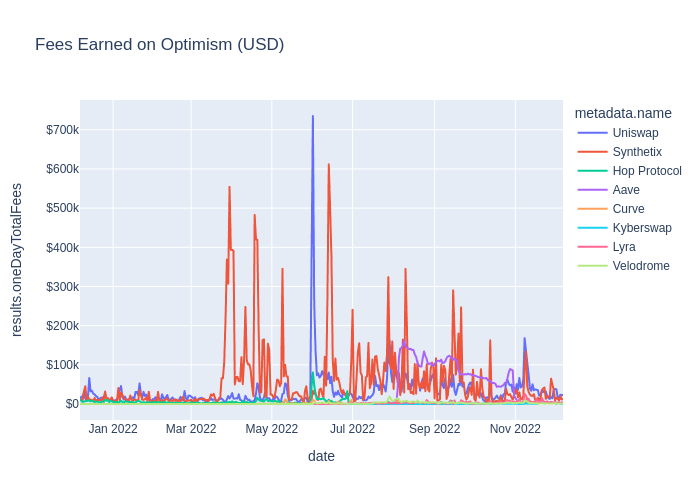 Fees Earned on Optimism (USD)
metadata.name
Uniswap
Synthetix
Hop Protocol
Aave
Curve
Kyberswap
Lyra
Velodrome
results.oneDayTotalFees
$700k
$600k
$500k
$400k
$300k
$200k
$100k
$0
Jan 2022
Mar 2022
May 2022
Jul 2022
Sep 2022
Nov 2022
date